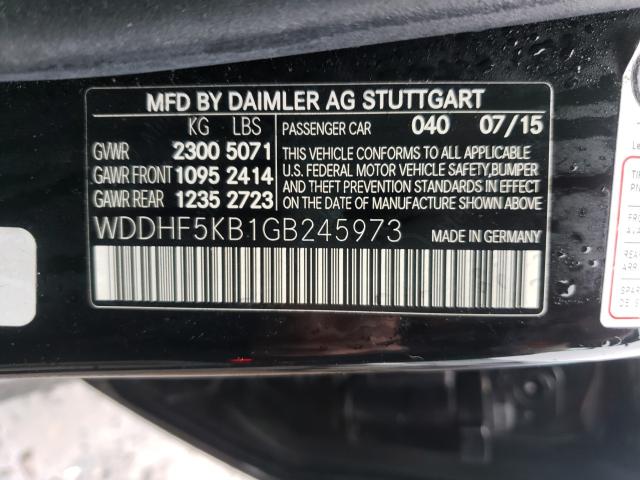 MFD BY DAIMLER AG STUTTGART
KG LBS
GVWR 2300 5071
GAWR FRONT 1095 2414
GAWR REAR 1235 2723
PASSENGER CAR 040 07/15
THIS VEHICLE CONFORMS TO ALL APPLICABLE
U.S. FEDERAL MOTOR VEHICLE SAFETY,BUMPER
AND THEFT PREVENTION STANDARDS IN EFFECT
ON DATE OF MANUFACTURE SHOWN ABOVE
WDDHF5KB1GB245973
MADE IN GERMANY